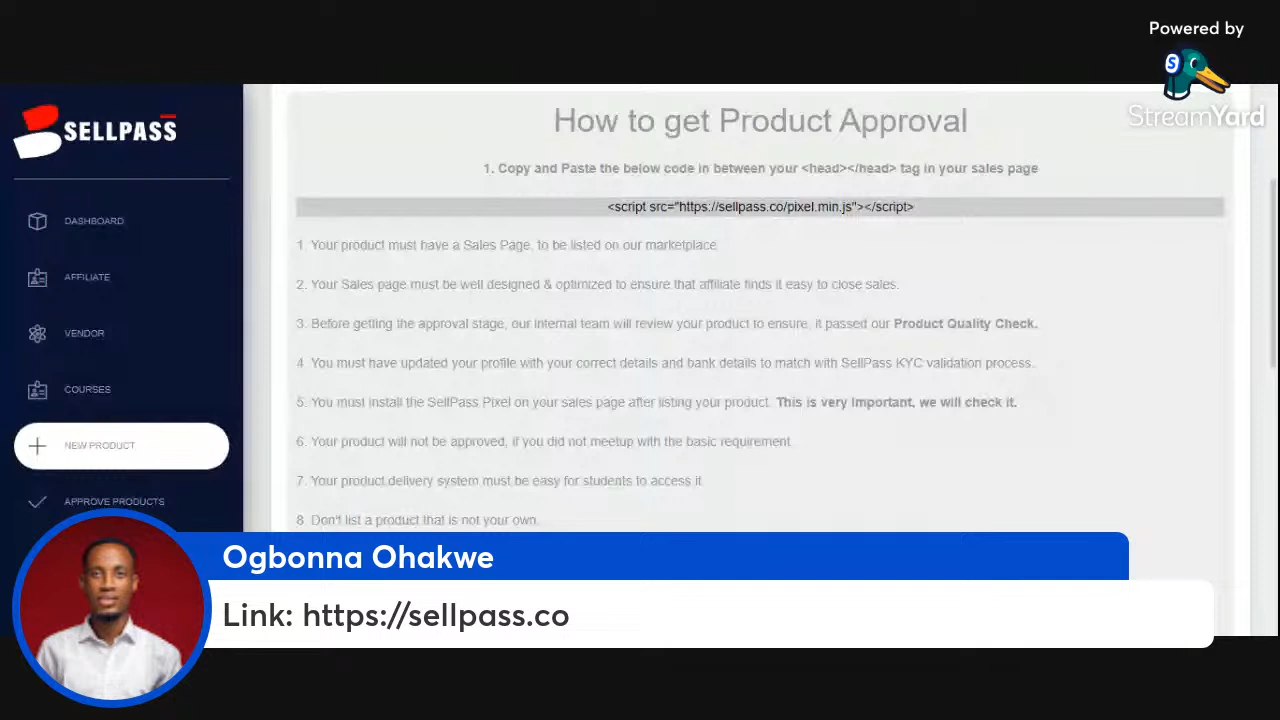 Powered by
StreamYard
SELLPASS
How to get Product Approval
1. Copy and Paste the below code in between your <head></head> tag in your sales page
<script src="https://sellpass.co/pixel.min.js"></script>
1. Your product must have a Sales Page, to be listed on our marketplace
2. Your Sales page must be well designed & optimized to ensure that affiliate finds it easy to close sales.
3. Before getting the approval stage, our internal team will review your product to ensure, it passed our Product Quality Check.
4 You must have updated your profile with your correct details and bank details to match with SellPass KYC validation process.
5. You must install the SellPass Pixel on your sales page after listing your product. This is very Important, we will check it.
6. Your product will not be approved, if you did not meetup with the basic requirement.
7. Your product delivery system must be easy for students to access it.
8 Don't list a product that is not your own.
DASHBOARD
AFFILIATE
VENDOR
COURSES
NEW PRODUCT
APPROVE PRODUCTS
Ogbonna Ohakwe
Link: https://sellpass.co